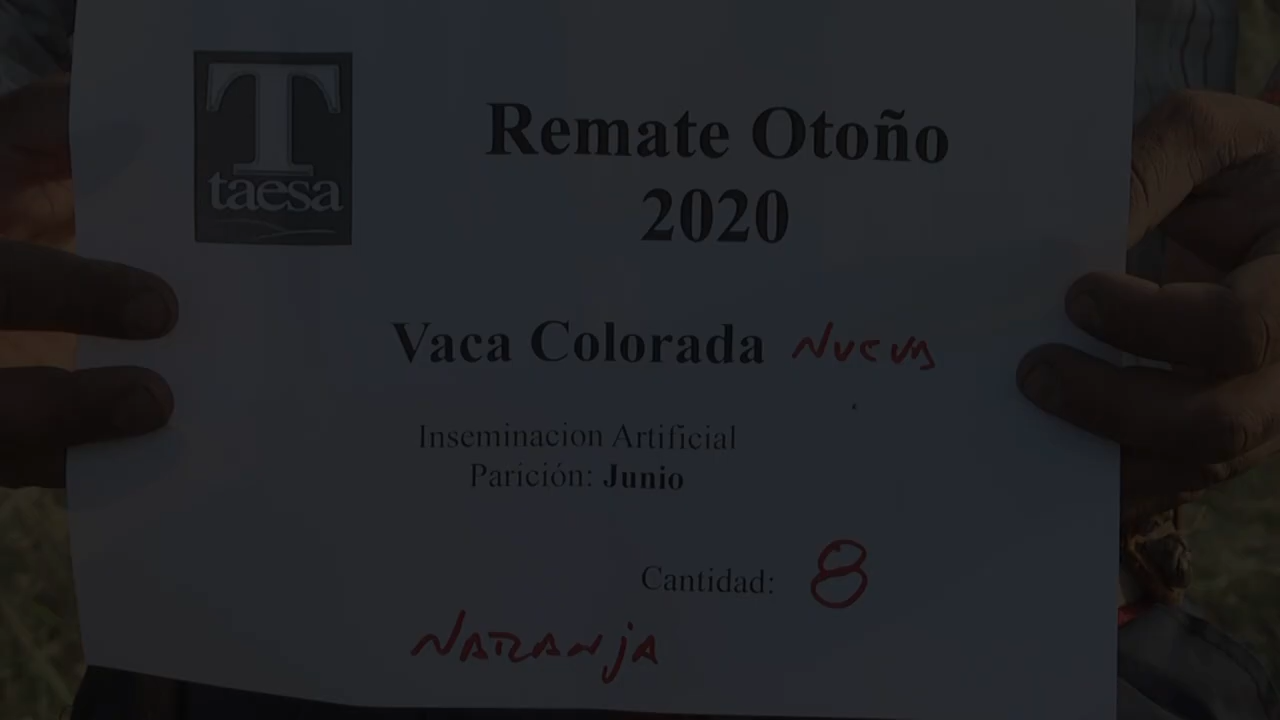 T
taesa
Remate Otoño
2020
Vaca Colorada Nueva
Inseminacion Artificial
Parición: Junio
Cantidad: 8
NARANJA